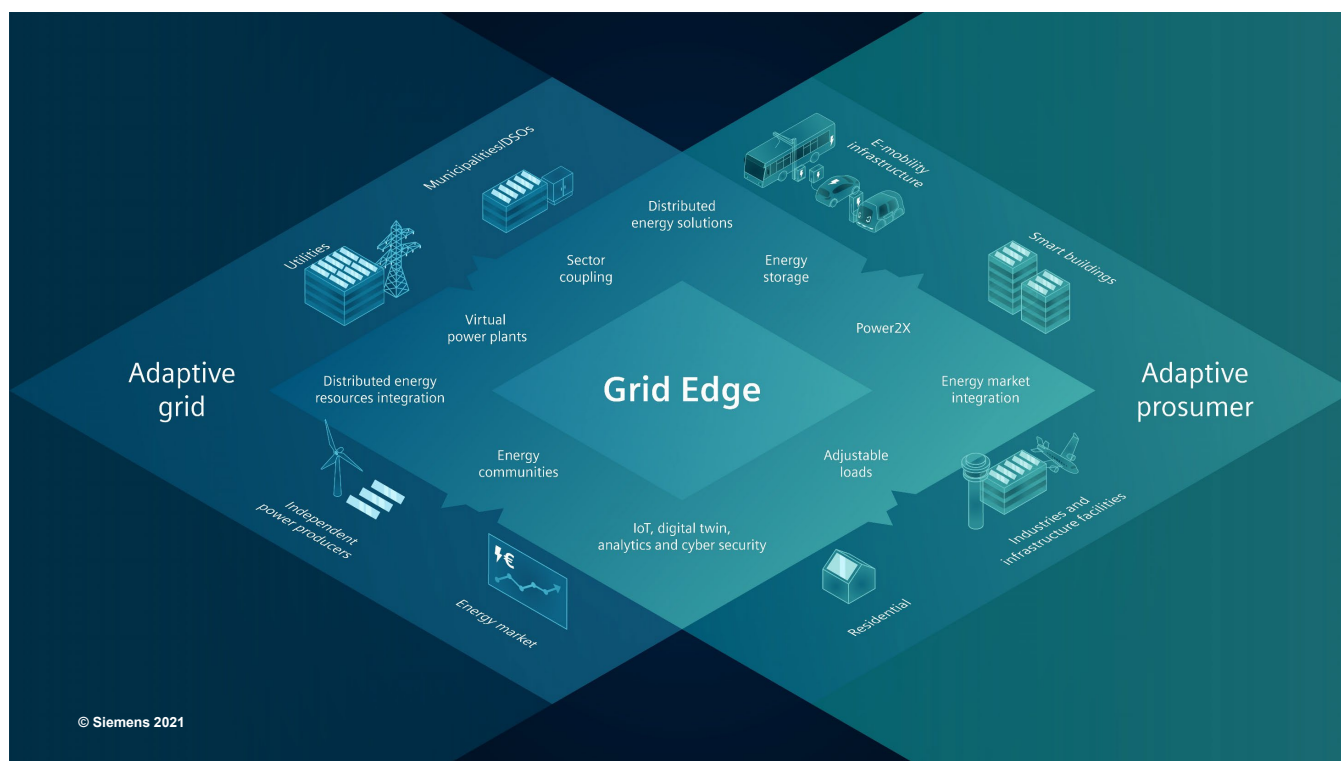 Municipalities/DSOs
E-mobility
infrastructure
Distributed
energy solutions
Utilities
Smart buildings
Sector
coupling
Energy
storage
Virtual
power plants
Power2X
Adaptive
grid
Distributed energy
resources integration
Grid Edge
Energy market
integration
Adaptive
prosumer
Energy
communities
Adjustable
loads
Independent
power producers
IoT, digital twin,
analytics and cyber security
Industries and
infrastructure facilities
€
Energy market
Residential
© Siemens 2021